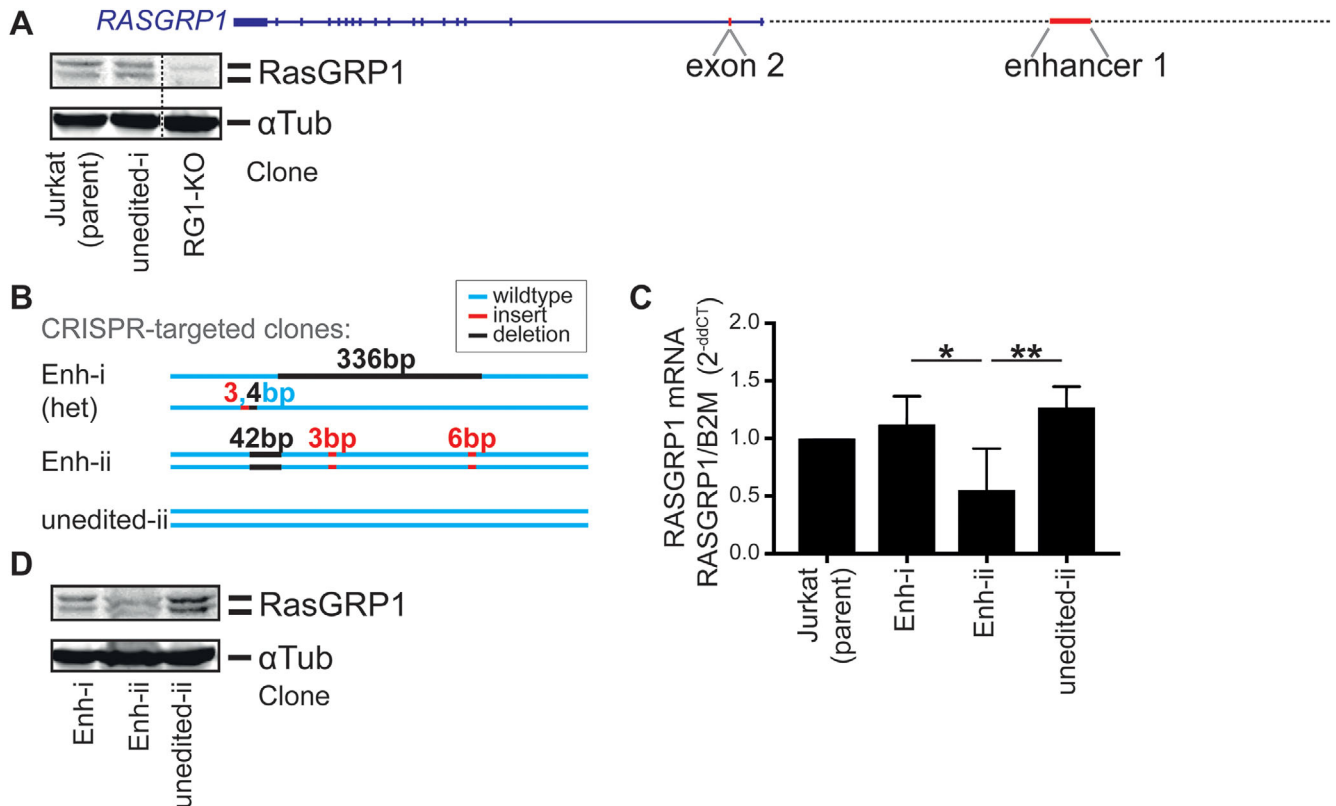 A
RASGRP1
exon 2
enhancer 1
RasGRP1
αTub
Jurkat
(parent)
unedited-i
RG1-KO
Clone
B
CRISPR-targeted clones:
wildtype
insert
deletion
Enh-i
(het)
336bp
3,4bp
Enh-ii
42bp
3bp
6bp
unedited-ii
C
RASGRP1 mRNA
RASGRP1/B2M (2-ddCT)
2.0
1.5
1.0
0.5
0.0
*
**
Jurkat
(parent)
Enh-i
Enh-ii
unedited-ii
D
RasGRP1
αTub
Clone
Enh-i
Enh-ii
unedited-ii